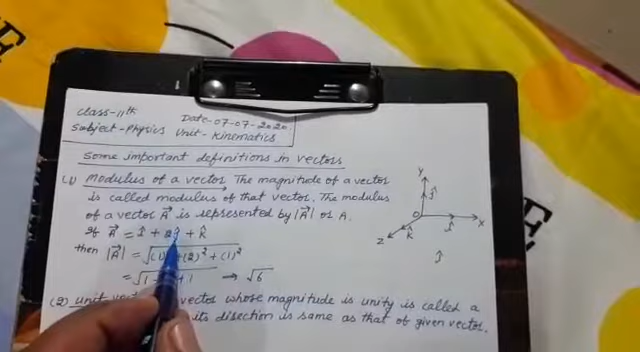 Class-11th
Date-07-07-2020
Subject-Physics Unit-Kinematics
Some important definitions in vectors
(1) Modulus of a vector The magnitude of a vector
is called modulus of that vector. The modulus
of a vector A⃗ is represented by |A⃗| or A.
If A⃗ = î + 2ĵ + k̂
then |A⃗| = √(1)² + (2)² + (1)²
= √1 + 1 → √6
(2) unit vector whose magnitude is unity is called a
its direction is same as that of given vector.
Y
ĵ
O
î
X
k̂
Z
î